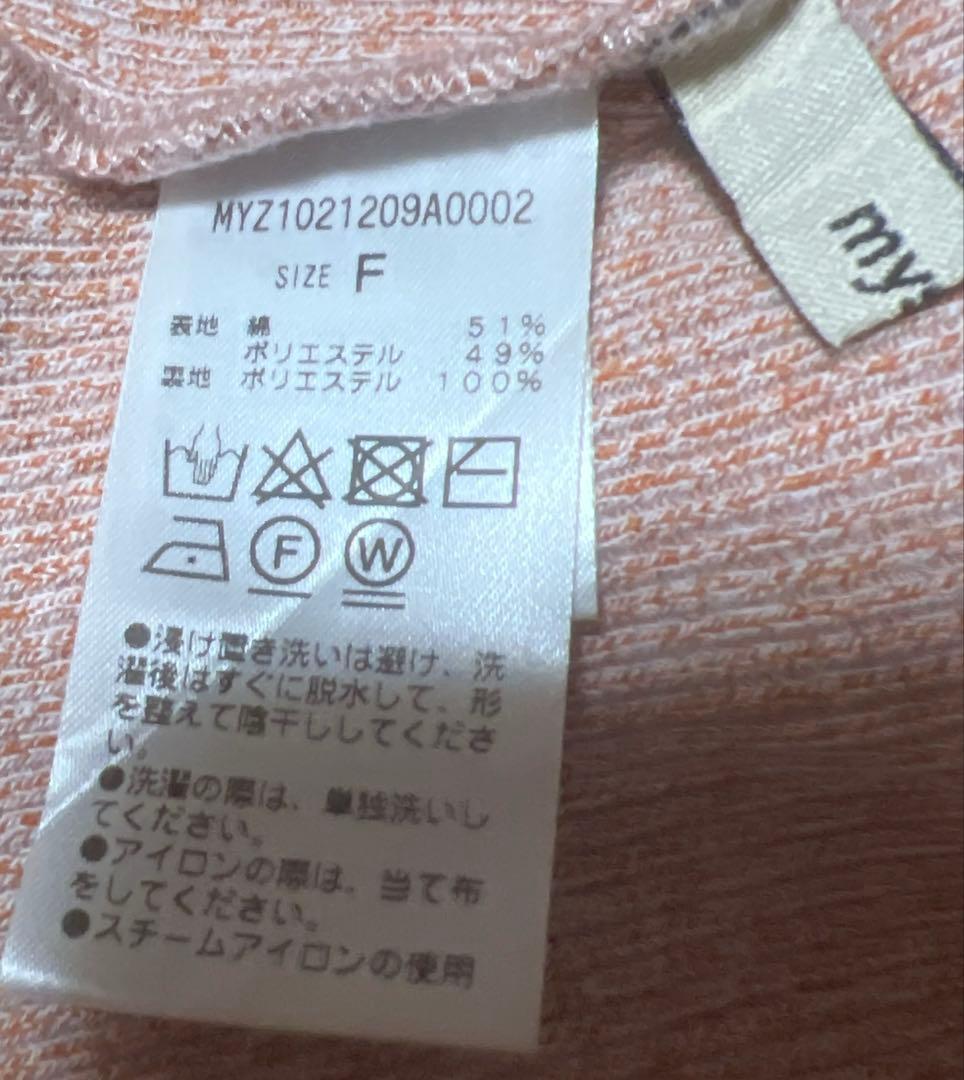 MYZ1021209A0002
SIZE F
表地 綿 51%
ポリエステル 49%
裏地 ポリエステル 100%
F W
●浸け置き洗いは避け、洗
濯後はすぐに脱水して、形
を整えて陰干ししてくださ
い。
●洗濯の際は、単独洗いし
てください。
●アイロンの際は、当て布
をしてください。
●スチームアイロンの使用
my